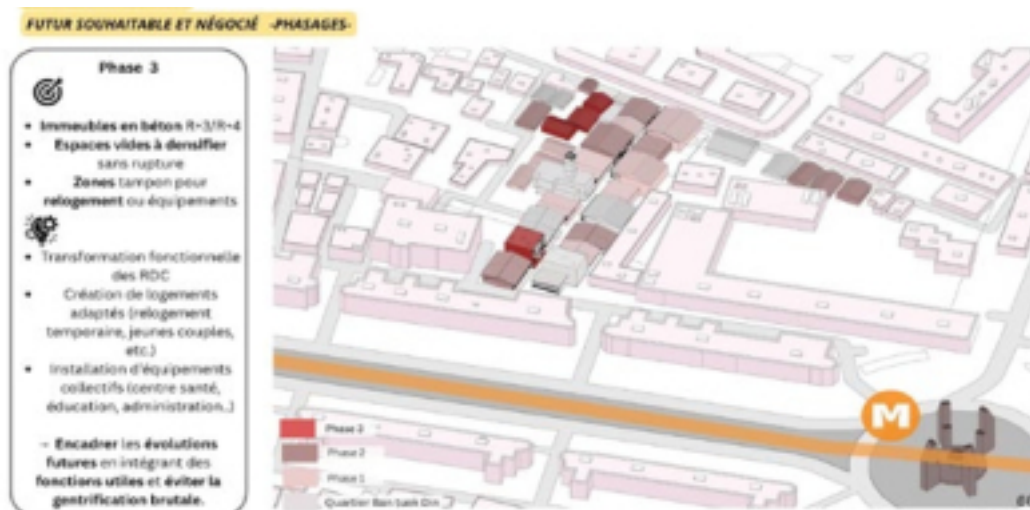 FUTUR SOUHAITABLE ET NÉGOCIÉ -PHASAGES-
Phase 3
• Immeubles en béton R+3/R+4
• Espaces vides à densifier
sans rupture
• Zones tampon pour
relogement ou équipements
• Transformation fonctionnelle
des RDC
• Création de logements
adaptés (relogement
temporaire, jeunes couples,
etc.)
• Installation d'équipements
collectifs (centre santé,
éducation, administration..)
→ Encadrer les évolutions
futures en intégrant des
fonctions utiles et éviter la
gentrification brutale.
M
Phase 3
Phase 2
Phase 1
Quartier Ban